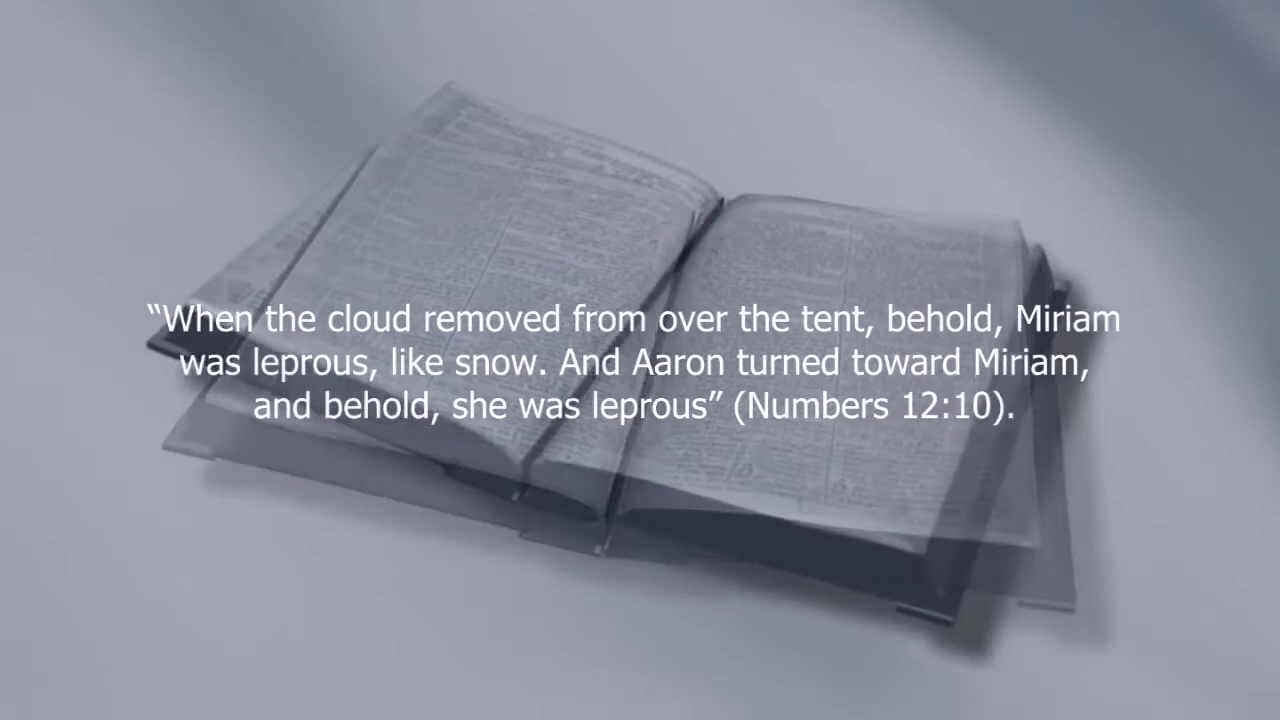 “When the cloud removed from over the tent, behold, Miriam
was leprous, like snow. And Aaron turned toward Miriam,
and behold, she was leprous” (Numbers 12:10).